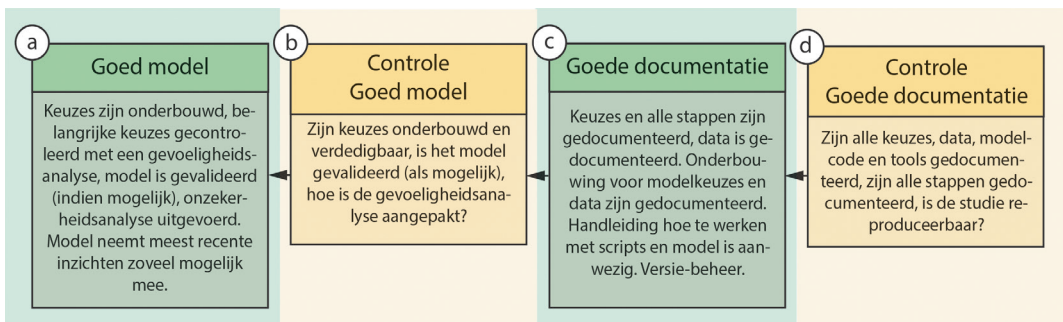 a
Goed model
Keuzes zijn onderbouwd, be-
langrijke keuzes gecontro-
leerd met een gevoeligheids-
analyse, model is gevalideerd
(indien mogelijk), onzeker-
heidsanalyse uitgevoerd.
Model neemt meest recente
inzichten zoveel mogelijk
mee.
b
Controle
Goed model
Zijn keuzes onderbouwd en
verdedigbaar, is het model
gevalideerd (als mogelijk),
hoe is de gevoeligheidsana-
lyse aangepakt?
c
Goede documentatie
Keuzes en alle stappen zijn
gedocumenteerd, data is ge-
documenteerd. Onderbou-
wing voor modelkeuzes en
data zijn gedocumenteerd.
Handleiding hoe te werken
met scripts en model is aan-
wezig. Versie-beheer.
d
Controle
Goede documentatie
Zijn alle keuzes, data, model-
code en tools gedocumen-
teerd, zijn alle stappen gedo-
cumenteerd, is de studie re-
produceerbaar?